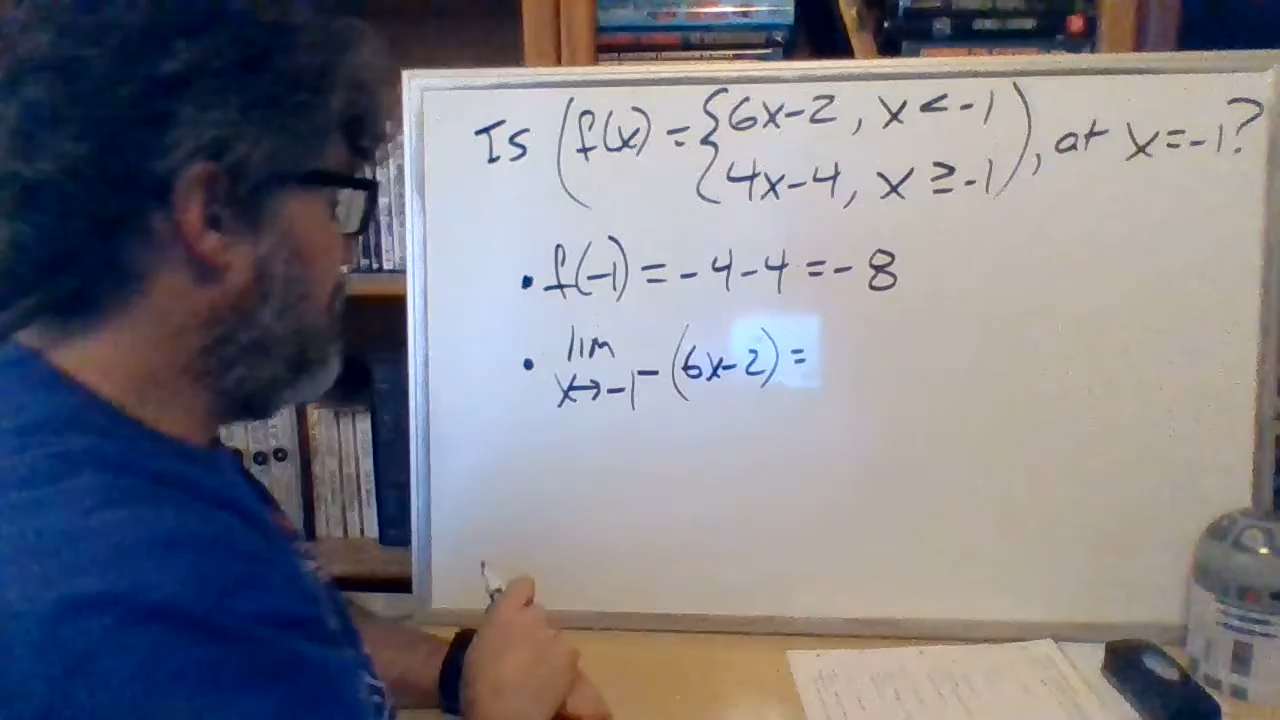 Is (f(x) = {6x-2, x < -1
{4x-4, x ≥ -1), at x=-1?
• f(-1) = -4-4 = -8
• lim (6x-2) =
x→-1⁻